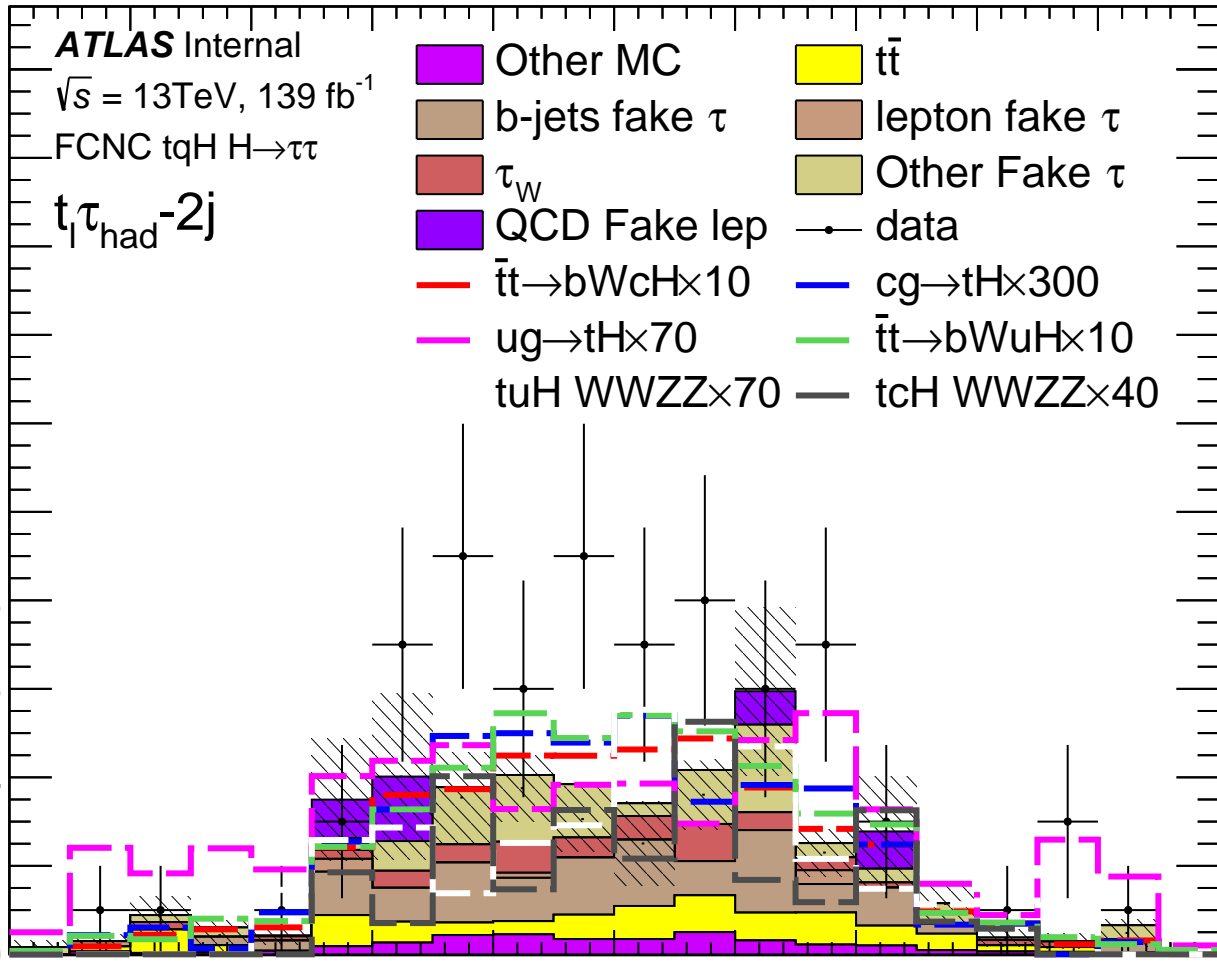 ATLAS Internal
√s = 13TeV, 139 fb⁻¹
FCNC tqH H→ττ
tₗτ_had-2j
Other MC
tt̄
b-jets fake τ
lepton fake τ
τ_W
Other Fake τ
QCD Fake lep
data
t̄t→bWcH×10
cg→tH×300
ug→tH×70
t̄t→bWuH×10
tuH WWZZ×70
tcH WWZZ×40